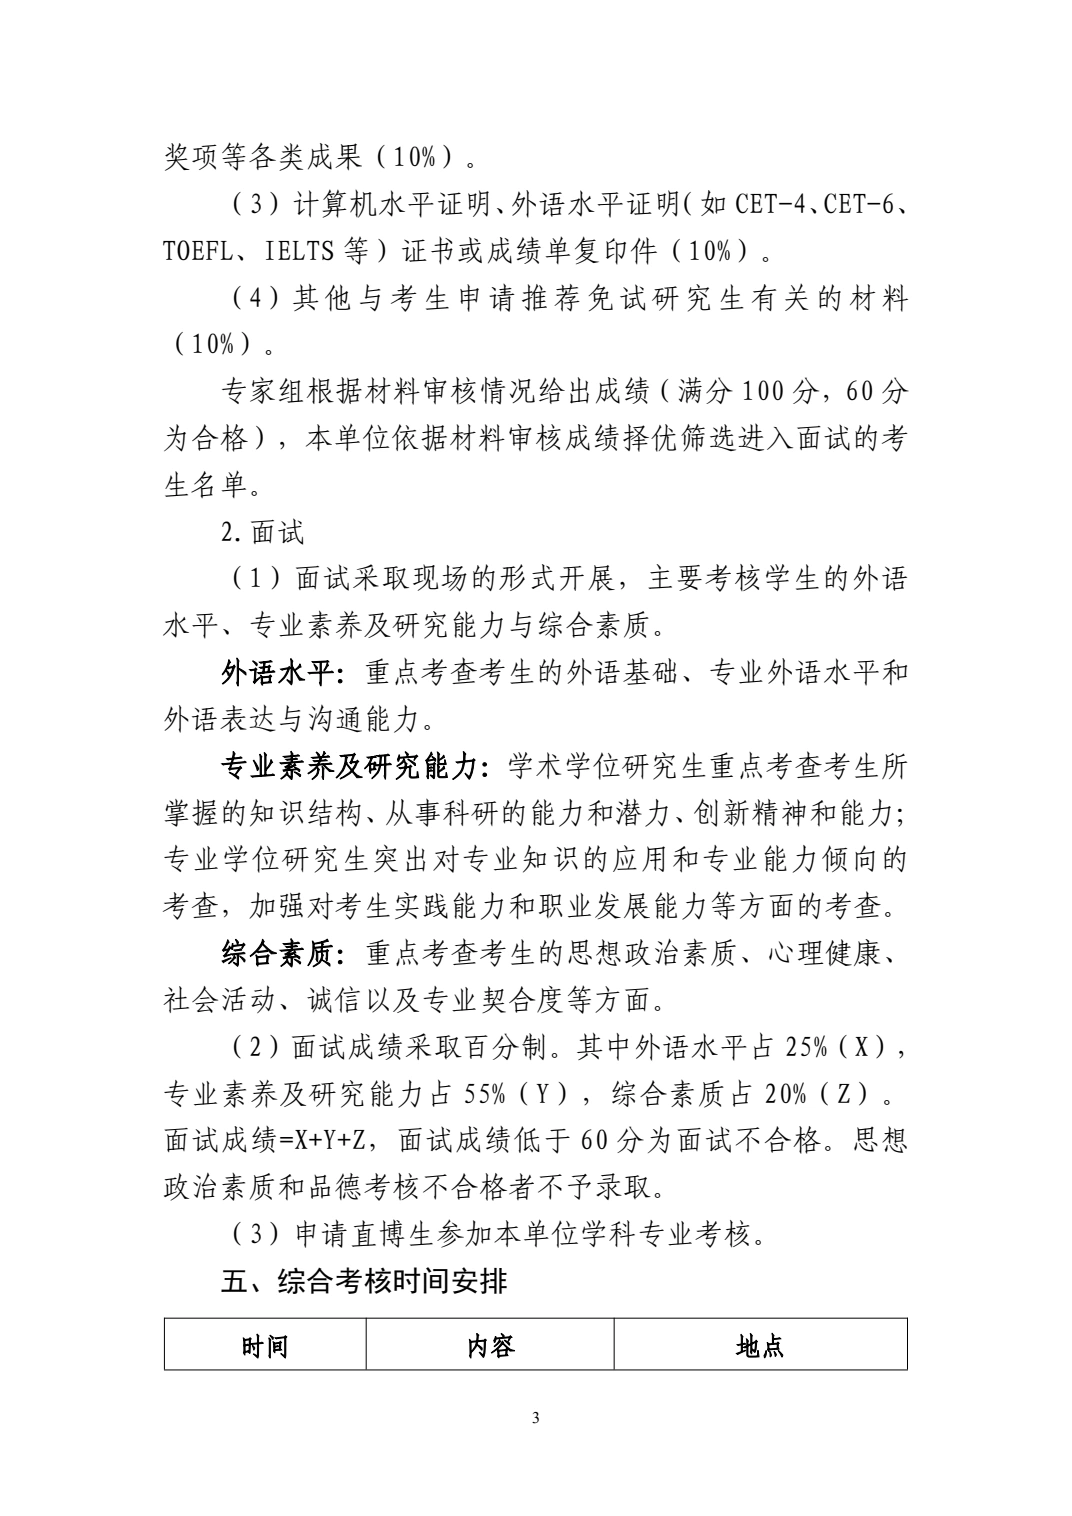 奖项等各类成果（10%）。
（3）计算机水平证明、外语水平证明（如 CET-4、CET-6、
TOEFL、IELTS 等）证书或成绩单复印件（10%）。
（4）其他与考生申请推荐免试研究生有关的材料
（10%）。
专家组根据材料审核情况给出成绩（满分 100 分，60 分
为合格），本单位依据材料审核成绩择优筛选进入面试的考
生名单。
2.面试
（1）面试采取现场的形式开展，主要考核学生的外语
水平、专业素养及研究能力与综合素质。
外语水平：重点考查考生的外语基础、专业外语水平和
外语表达与沟通能力。
专业素养及研究能力：学术学位研究生重点考查考生所
掌握的知识结构、从事科研的能力和潜力、创新精神和能力；
专业学位研究生突出对专业知识的应用和专业能力倾向的
考查，加强对考生实践能力和职业发展能力等方面的考查。
综合素质：重点考查考生的思想政治素质、心理健康、
社会活动、诚信以及专业契合度等方面。
（2）面试成绩采取百分制。其中外语水平占 25%（X），
专业素养及研究能力占 55%（Y），综合素质占 20%（Z）。
面试成绩=X+Y+Z，面试成绩低于 60 分为面试不合格。思想
政治素质和品德考核不合格者不予录取。
（3）申请直博生参加本单位学科专业考核。
五、综合考核时间安排
时间 内容 地点
3